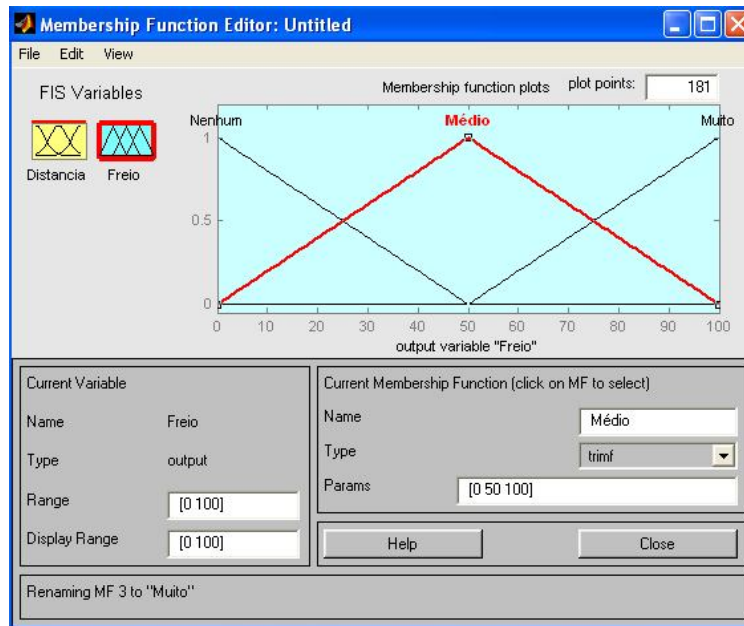 Membership Function Editor: Untitled
File Edit View
FIS Variables
Distancia Freio
Membership function plots plot points: 181
Nenhum Médio Muito
1
0.5
0
0 10 20 30 40 50 60 70 80 90 100
output variable "Freio"
Current Variable
Name Freio
Type output
Range [0 100]
Display Range [0 100]
Current Membership Function (click on MF to select)
Name Médio
Type trimf
Params [0 50 100]
Help Close
Renaming MF 3 to "Muito"